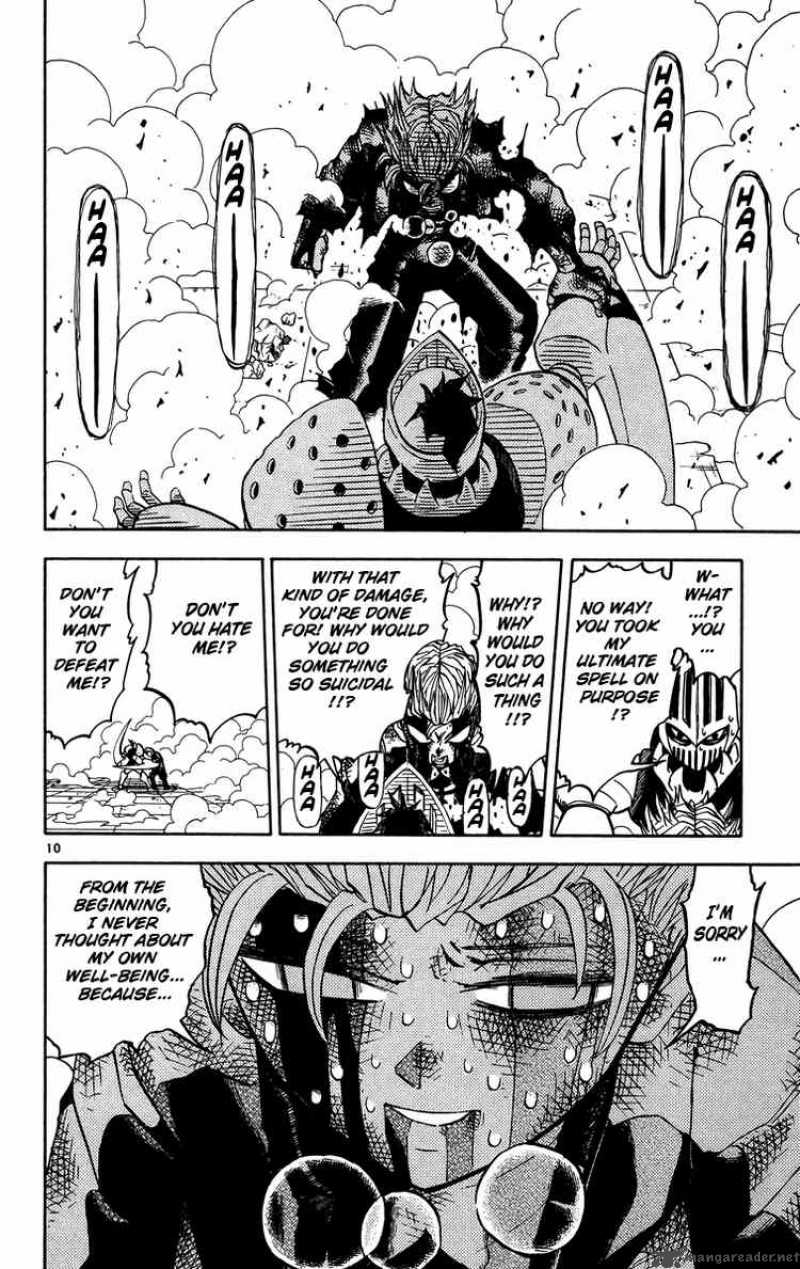 HAA
HAA
HAA
HAA
W-
WHAT
...!?
YOU
...
NO WAY!
YOU TOOK
MY
ULTIMATE
SPELL ON
PURPOSE
!?
WHY!?
WHY
WOULD
YOU DO
SUCH A
THING
!!?
WITH THAT
KIND OF DAMAGE,
YOU'RE DONE
FOR! WHY WOULD
YOU DO
SOMETHING
SO SUICIDAL
!!?
HAA
HAA
HAA
HAA
DON'T
YOU HATE
ME!?
DON'T
YOU
WANT
TO
DEFEAT
ME!?
10
I'M
SORRY
...
FROM THE
BEGINNING,
I NEVER
THOUGHT ABOUT
MY OWN
WELL-BEING...
BECAUSE...
mangareader.net